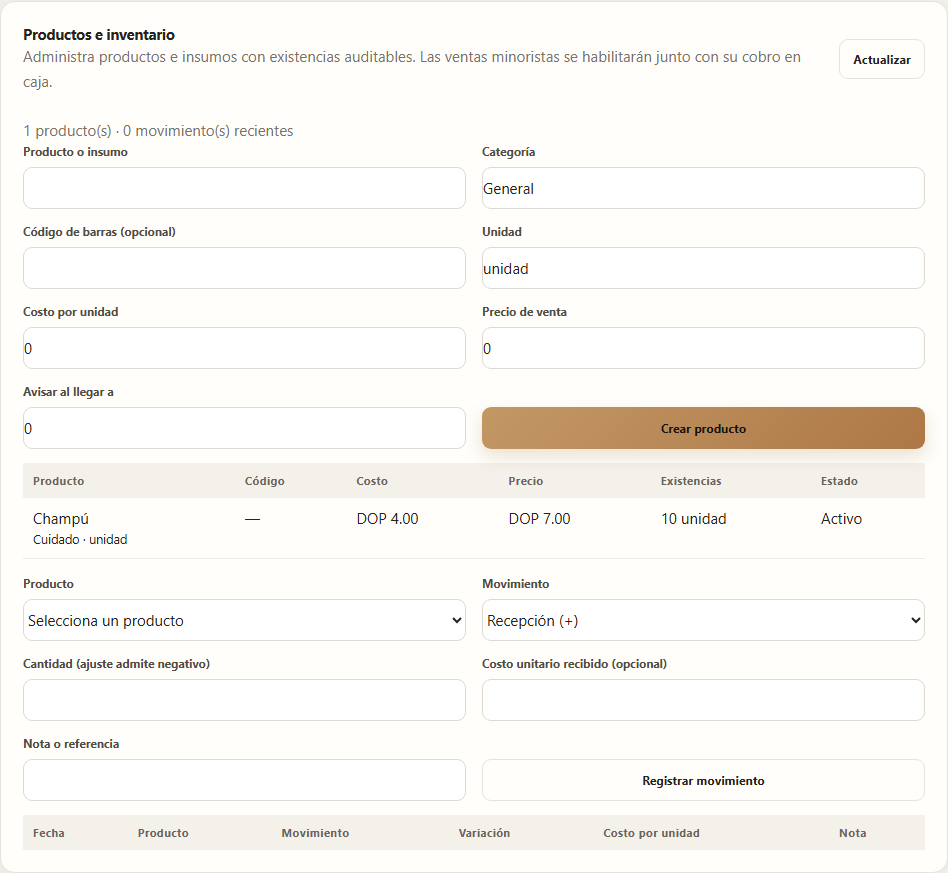 Productos e inventario
Administra productos e insumos con existencias auditables. Las ventas minoristas se habilitarán junto con su cobro en
caja.
Actualizar
1 producto(s) · 0 movimiento(s) recientes
Producto o insumo
Categoría
General
Código de barras (opcional)
Unidad
unidad
Costo por unidad
Precio de venta
0
0
Avisar al llegar a
0
Crear producto
Producto Código Costo Precio Existencias Estado
Champú — DOP 4.00 DOP 7.00 10 unidad Activo
Cuidado · unidad
Producto
Movimiento
Selecciona un producto
Recepción (+)
Cantidad (ajuste admite negativo)
Costo unitario recibido (opcional)
Nota o referencia
Registrar movimiento
Fecha Producto Movimiento Variación Costo por unidad Nota